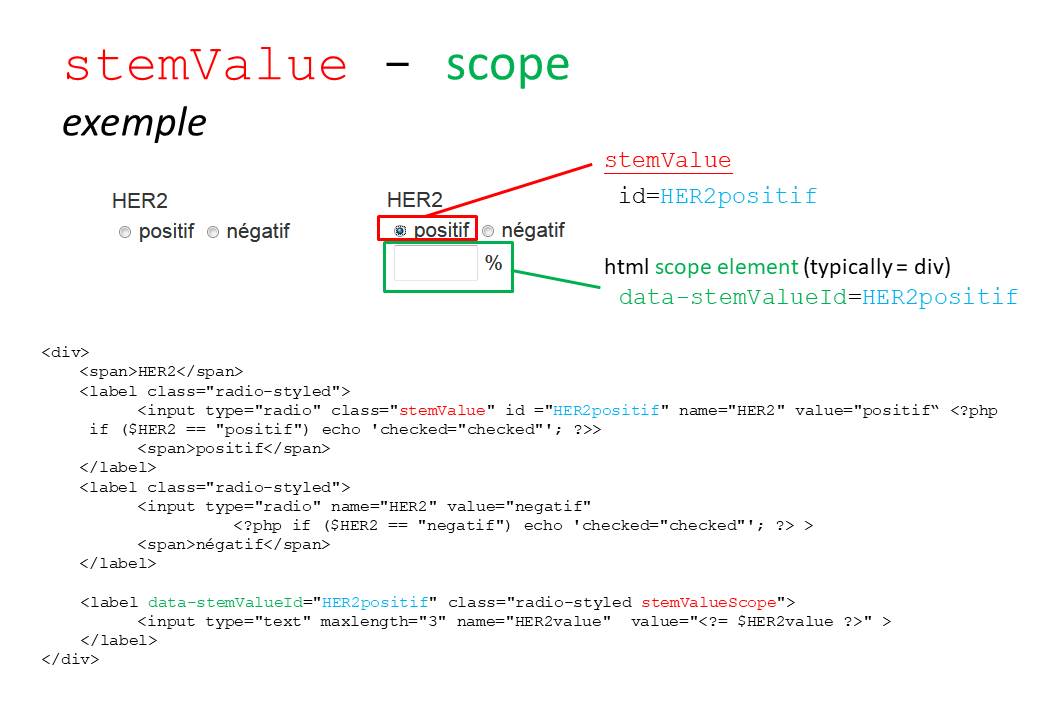 stemValue – scope
exemple
HER2
positif négatif
HER2
positif négatif
%
stemValue
id=HER2positif
html scope element (typically = div)
data-stemValueId=HER2positif
<div>
<span>HER2</span>
<label class="radio-styled">
<input type="radio" class="stemValue" id ="HER2positif" name="HER2" value="positif“ <?php
if ($HER2 == "positif") echo 'checked="checked"'; ?>>
<span>positif</span>
</label>
<label class="radio-styled">
<input type="radio" name="HER2" value="negatif"
<?php if ($HER2 == "negatif") echo 'checked="checked"'; ?> >
<span>négatif</span>
</label>
<label data-stemValueId="HER2positif" class="radio-styled stemValueScope">
<input type="text" maxlength="3" name="HER2value"  value="<?= $HER2value ?>" >
</label>
</div>